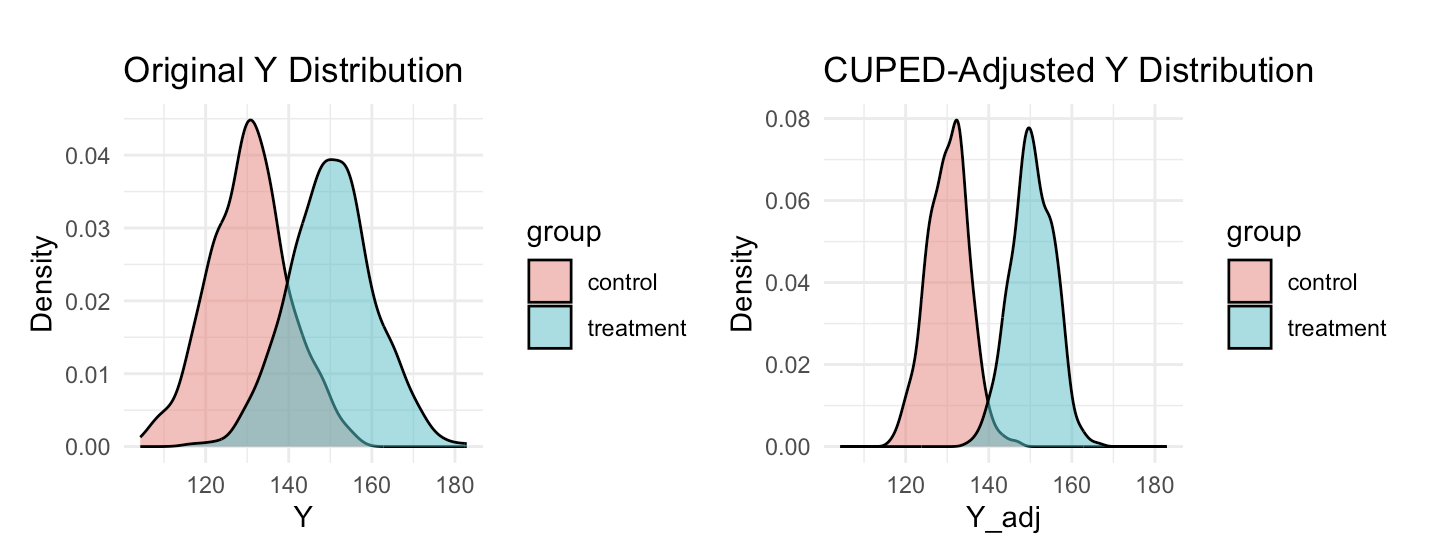 Original Y Distribution
Density
0.04
0.03
0.02
0.01
0.00
120 140 160 180
Y
group
control
treatment
CUPED-Adjusted Y Distribution
Density
0.08
0.06
0.04
0.02
0.00
120 140 160 180
Y_adj
group
control
treatment